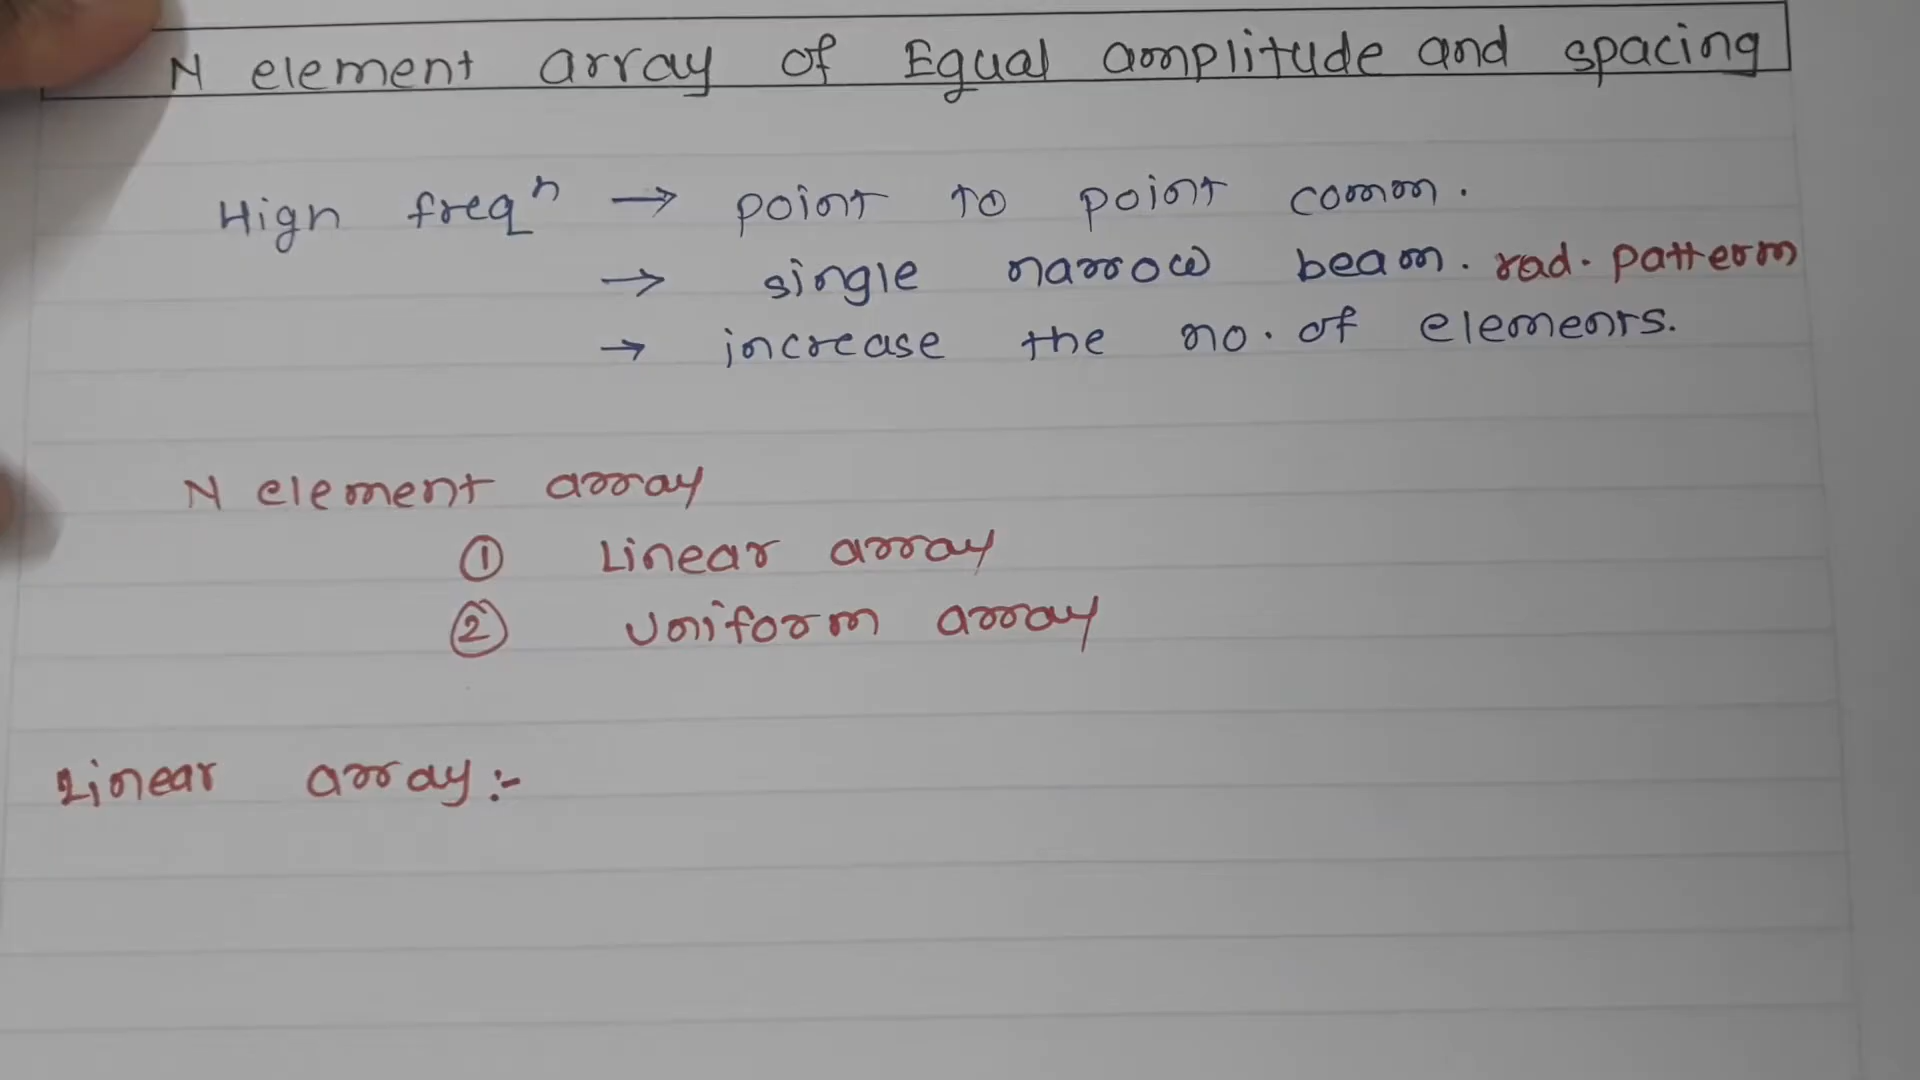 N element array of Equal amplitude and spacing
High freqⁿ → point to point comm.
→ single narrow beam. rad. pattern
→ increase the no. of elements.
N element array
① Linear array
② Uniform array
Linear array :-